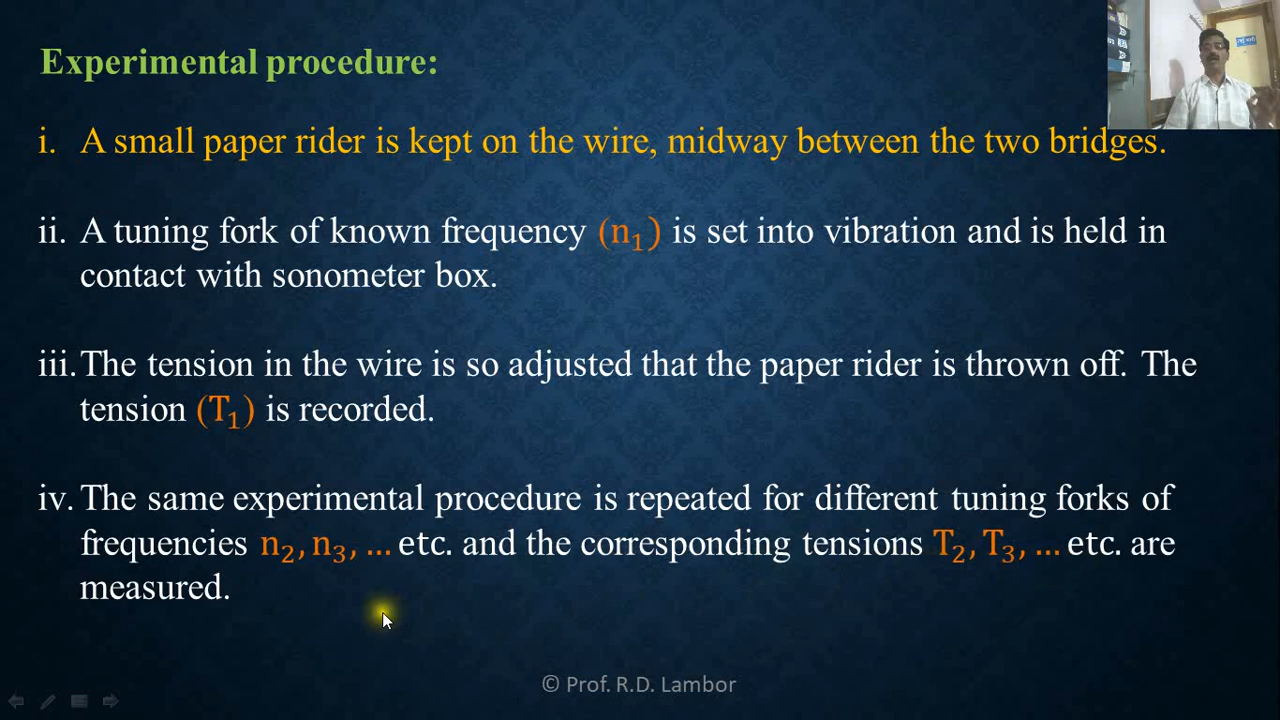 Experimental procedure:
i. A small paper rider is kept on the wire, midway between the two bridges.
ii. A tuning fork of known frequency (n₁) is set into vibration and is held in
contact with sonometer box.
iii. The tension in the wire is so adjusted that the paper rider is thrown off. The
tension (T₁) is recorded.
iv. The same experimental procedure is repeated for different tuning forks of
frequencies n₂, n₃, … etc. and the corresponding tensions T₂, T₃, … etc. are
measured.
© Prof. R.D. Lambor